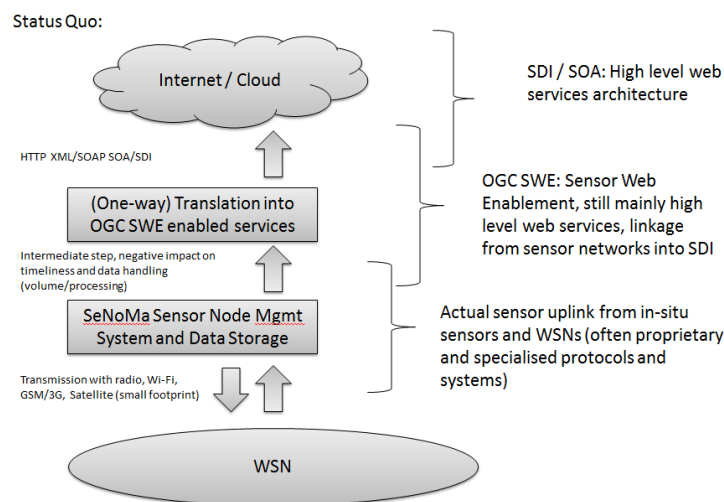 Status Quo:
Internet / Cloud
SDI / SOA: High level web
services architecture
HTTP XML/SOAP SOA/SDI
(One-way) Translation into
OGC SWE enabled services
OGC SWE: Sensor Web
Enablement, still mainly high
level web services, linkage
from sensor networks into SDI
Intermediate step, negative impact on
timeliness and data handling
(volume/processing)
SeNoMa Sensor Node Mgmt
System and Data Storage
Actual sensor uplink from in-situ
sensors and WSNs (often proprietary
and specialised protocols and
systems)
Transmission with radio, Wi-Fi,
GSM/3G, Satellite (small footprint)
WSN